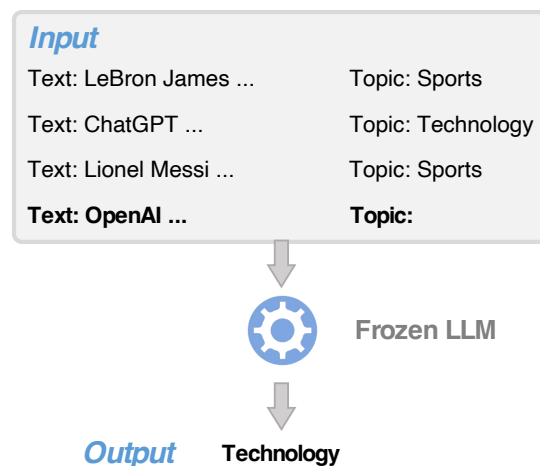 Input
Text: LeBron James ... Topic: Sports
Text: ChatGPT ... Topic: Technology
Text: Lionel Messi ... Topic: Sports
Text: OpenAI ... Topic:
Frozen LLM
Output Technology